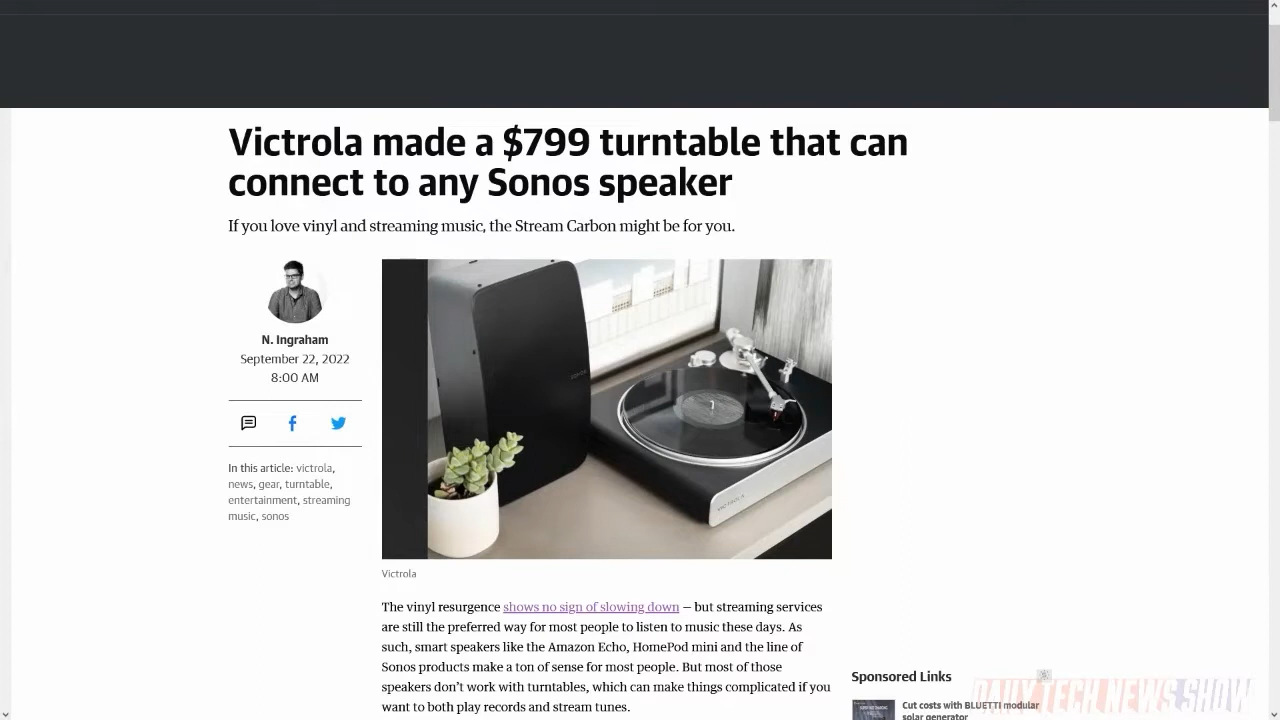 Victrola made a $799 turntable that can
connect to any Sonos speaker
If you love vinyl and streaming music, the Stream Carbon might be for you.
N. Ingraham
September 22, 2022
8:00 AM
In this article: victrola,
news, gear, turntable,
entertainment, streaming
music, sonos
SONOS
VICTROLA
Victrola
The vinyl resurgence shows no sign of slowing down — but streaming services
are still the preferred way for most people to listen to music these days. As
such, smart speakers like the Amazon Echo, HomePod mini and the line of
Sonos products make a ton of sense for most people. But most of those
speakers don’t work with turntables, which can make things complicated if you
want to both play records and stream tunes.
Sponsored Links
Cut costs with BLUETTI modular
solar generator
DAILY TECH NEWS SHOW